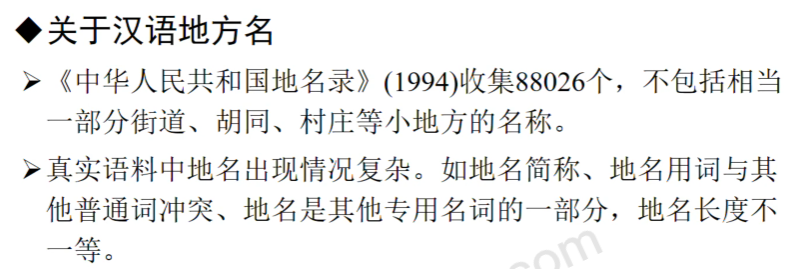 ◆关于汉语地方名
➢《中华人民共和国地名录》(1994)收集88026个，不包括相当
一部分街道、胡同、村庄等小地方的名称。
➢真实语料中地名出现情况复杂。如地名简称、地名用词与其
他普通词冲突、地名是其他专用名词的一部分，地名长度不
一等。
com